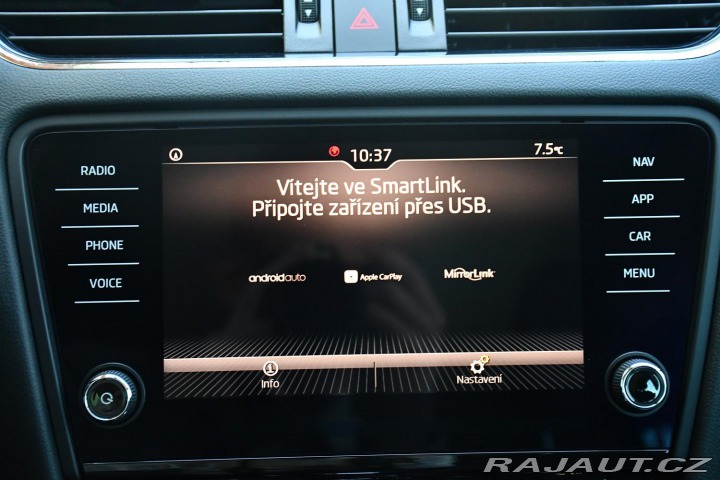 10:37
7.5°C
RADIO
MEDIA
PHONE
VOICE
Vítejte ve SmartLink.
Připojte zařízení přes USB.
androidauto
Apple CarPlay
MirrorLink
Info
Nastavení
NAV
APP
CAR
MENU
RAJAUT.CZ